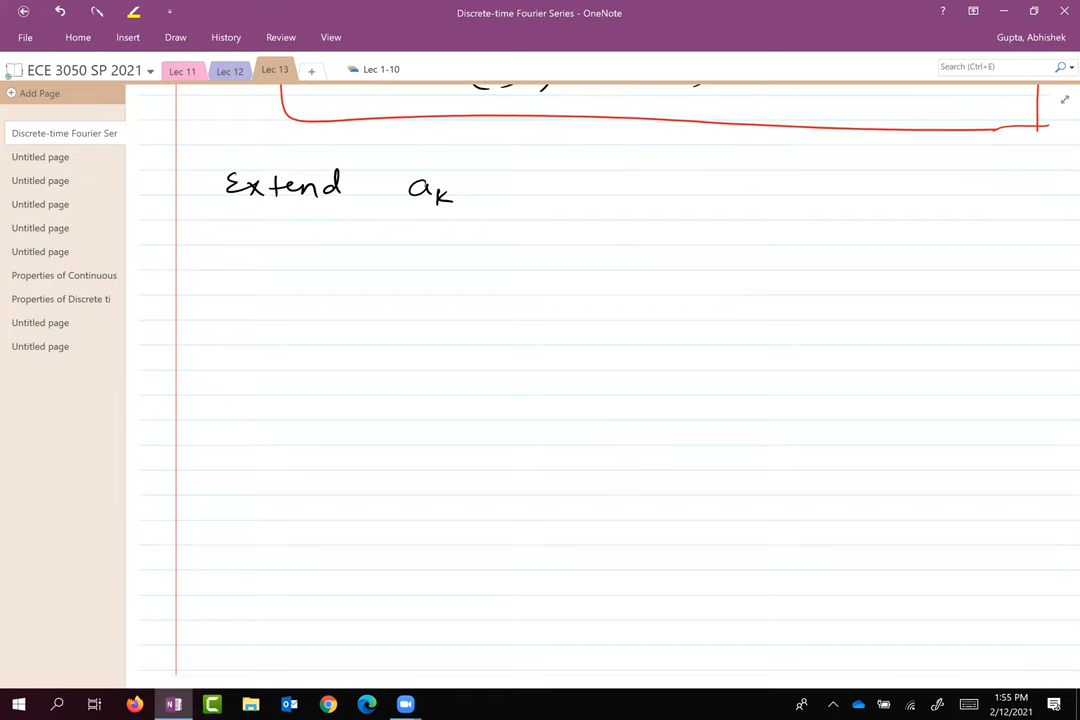 Discrete-time Fourier Series - OneNote
File Home Insert Draw History Review View
Gupta, Abhishek
ECE 3050 SP 2021
Lec 11
Lec 12
Lec 13
Lec 1-10
Search (Ctrl+E)
Add Page
Discrete-time Fourier Ser
Untitled page
Untitled page
Untitled page
Untitled page
Untitled page
Properties of Continuous
Properties of Discrete ti
Untitled page
Untitled page
Extend aₖ
1:55 PM
2/12/2021